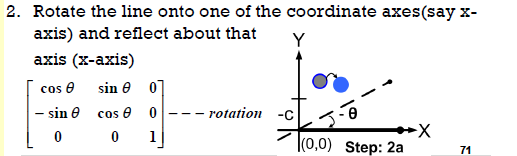 2. Rotate the line onto one of the coordinate axes(say x-
axis) and reflect about that
axis (x-axis)
Y
cos θ sin θ 0
– sin θ cos θ 0 – – – rotation
0 0 1
-C
- θ
X
(0,0) Step: 2a
71